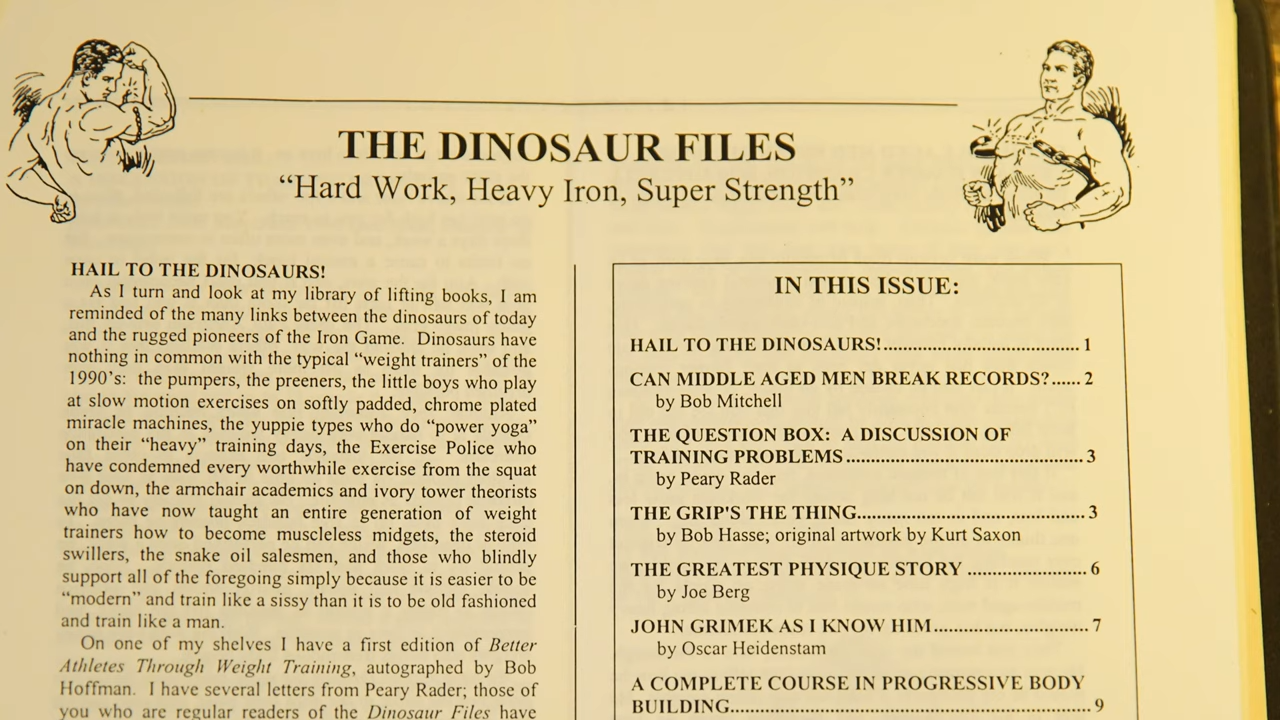 THE DINOSAUR FILES
“Hard Work, Heavy Iron, Super Strength”
HAIL TO THE DINOSAURS!
As I turn and look at my library of lifting books, I am
reminded of the many links between the dinosaurs of today
and the rugged pioneers of the Iron Game. Dinosaurs have
nothing in common with the typical “weight trainers” of the
1990’s: the pumpers, the preeners, the little boys who play
at slow motion exercises on softly padded, chrome plated
miracle machines, the yuppie types who do “power yoga”
on their “heavy” training days, the Exercise Police who
have condemned every worthwhile exercise from the squat
on down, the armchair academics and ivory tower theorists
who have now taught an entire generation of weight
trainers how to become muscleless midgets, the steroid
swillers, the snake oil salesmen, and those who blindly
support all of the foregoing simply because it is easier to be
“modern” and train like a sissy than it is to be old fashioned
and train like a man.
On one of my shelves I have a first edition of Better
Athletes Through Weight Training, autographed by Bob
Hoffman. I have several letters from Peary Rader; those of
you who are regular readers of the Dinosaur Files have
IN THIS ISSUE:
HAIL TO THE DINOSAURS!.................................. 1
CAN MIDDLE AGED MEN BREAK RECORDS?...... 2
by Bob Mitchell
THE QUESTION BOX: A DISCUSSION OF
TRAINING PROBLEMS.......................................... 3
by Peary Rader
THE GRIP'S THE THING........................................ 3
by Bob Hasse; original artwork by Kurt Saxon
THE GREATEST PHYSIQUE STORY ..................... 6
by Joe Berg
JOHN GRIMEK AS I KNOW HIM........................... 7
by Oscar Heidenstam
A COMPLETE COURSE IN PROGRESSIVE BODY
BUILDING............................................................... 9